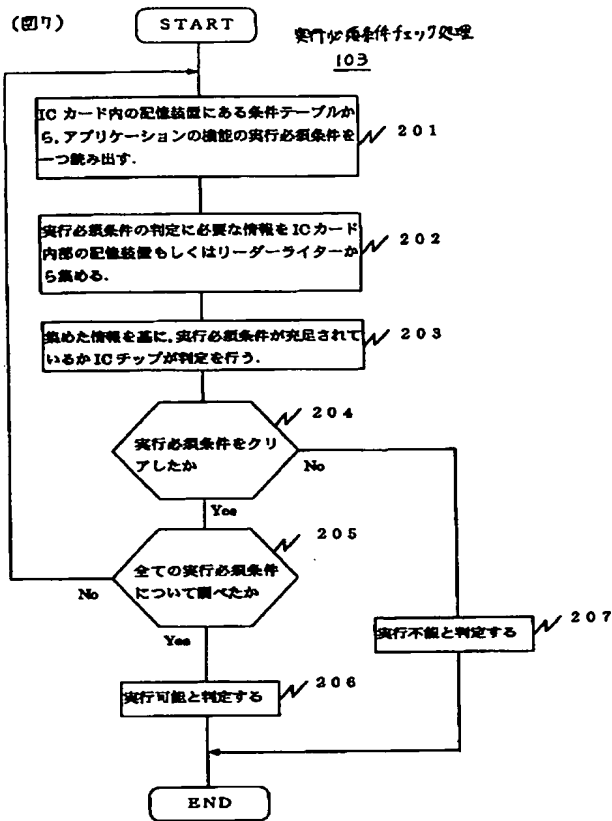 (図7)
START
実行必須条件チェック処理
103
ICカード内の記憶装置にある条件テーブルか
ら,アプリケーションの機能の実行必須条件を
一つ読み出す.
201
実行必須条件の判定に必要な情報をICカード
内部の記憶装置もしくはリーダーライターか
ら集める.
202
集めた情報を基に,実行必須条件が充足されて
いるかICチップが判定を行う.
203
204
実行必須条件をクリ
アしたか
No
Yes
205
全ての実行必須条件
について調べたか
No
Yes
実行不能と判定する
207
実行可能と判定する
206
END